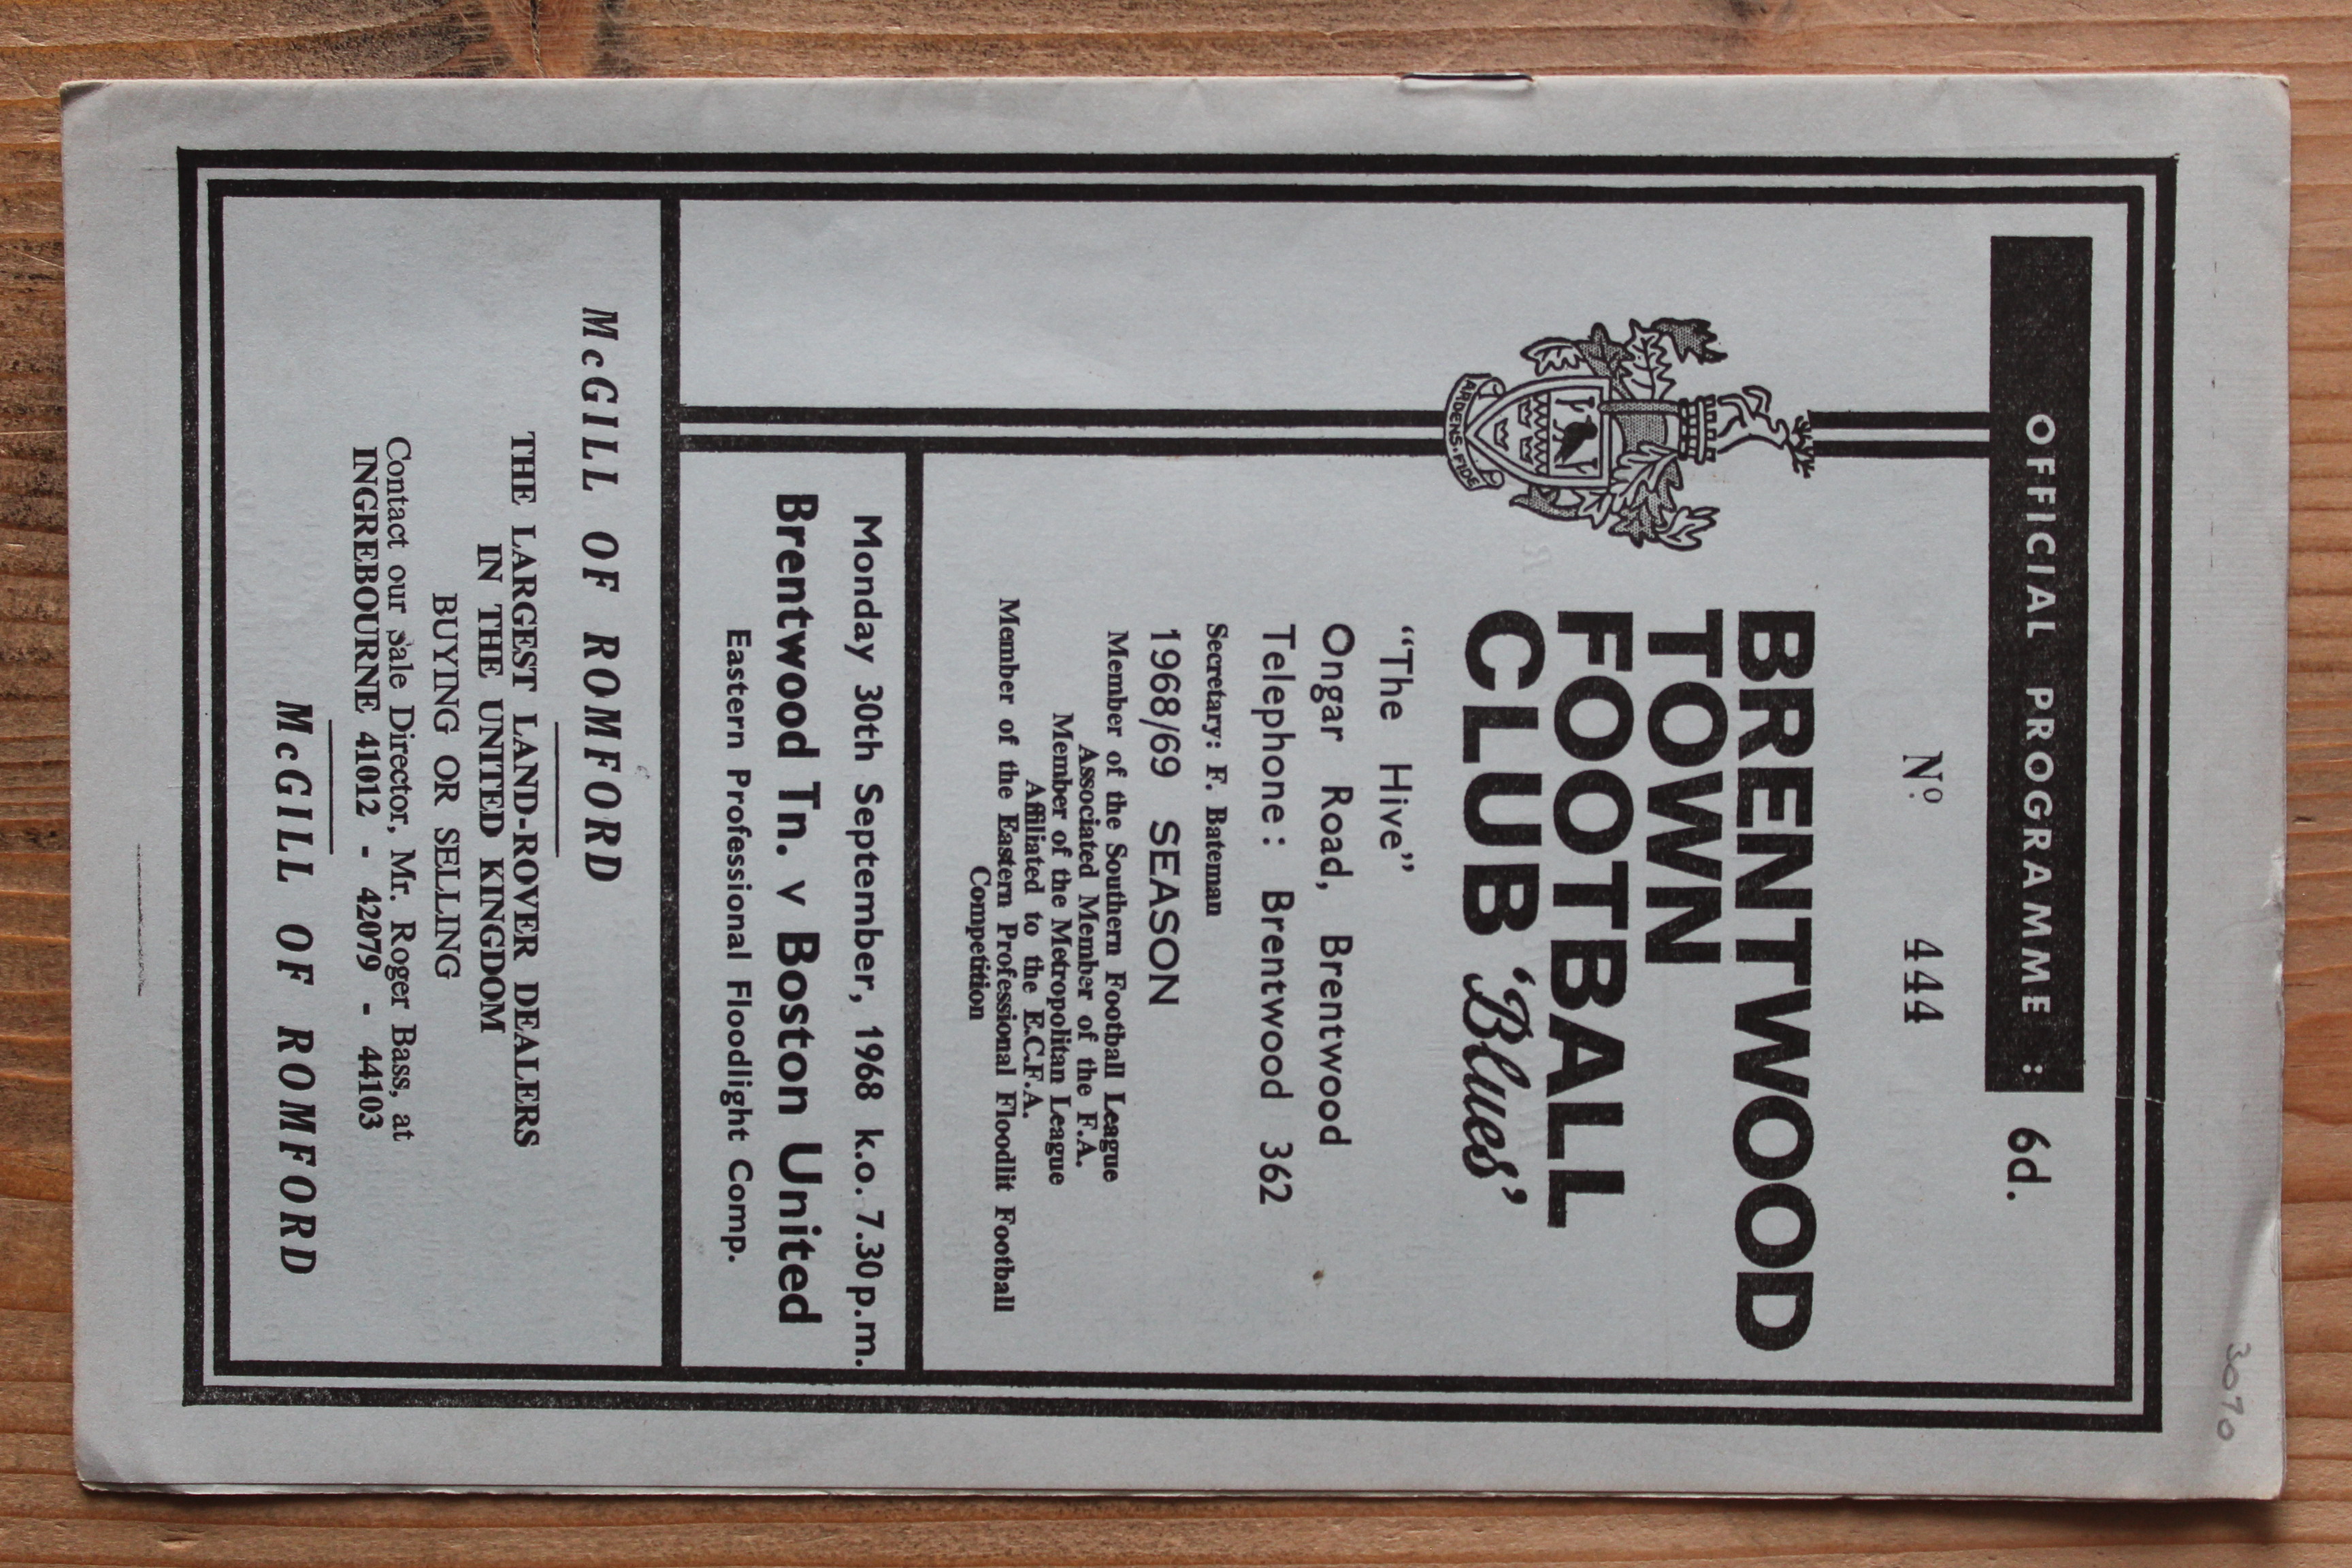 3070
OFFICIAL PROGRAMME : 6d.
Nº 444
BRENTWOOD
TOWN
FOOTBALL
CLUB 'Blues'
ARDENS. FIDE
"The Hive"
Ongar Road, Brentwood
Telephone: Brentwood 362
Secretary: F. Bateman
1968/69 SEASON
Member of the Southern Football League
Associated Member of the F.A.
Member of the Metropolitan League
Affiliated to the E.C.F.A.
Member of the Eastern Professional Floodlit Football
Competition
Monday 30th September, 1968 k.o. 7.30p.m.
Brentwood Tn. v Boston United
Eastern Professional Floodlight Comp.
McGILL OF ROMFORD
THE LARGEST LAND-ROVER DEALERS
IN THE UNITED KINGDOM
BUYING OR SELLING
Contact our Sale Director, Mr. Roger Bass, at
INGREBOURNE 41012 - 42079 - 44103
McGILL OF ROMFORD